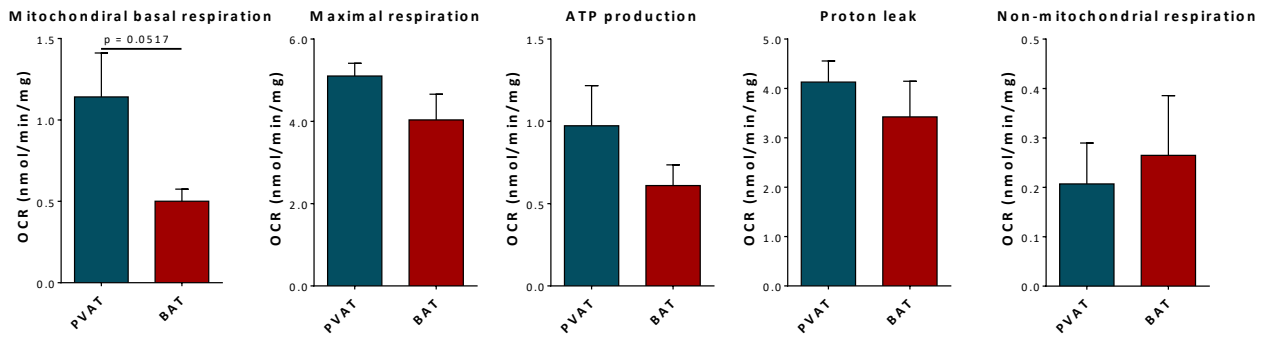 Mitochondiral basal respiration
Maximal respiration
ATP production
Proton leak
Non-mitochondrial respiration
p = 0.0517
OCR (nmol/min/mg)
1.5
1.0
0.5
0.0
PVAT
BAT
OCR (nmol/min/mg)
6.0
4.0
2.0
0.0
PVAT
BAT
OCR (nmol/min/mg)
1.5
1.0
0.5
0.0
PVAT
BAT
OCR (nmol/min/mg)
5.0
4.0
3.0
2.0
1.0
0.0
PVAT
BAT
OCR (nmol/min/mg)
0.5
0.4
0.3
0.2
0.1
0.0
PVAT
BAT